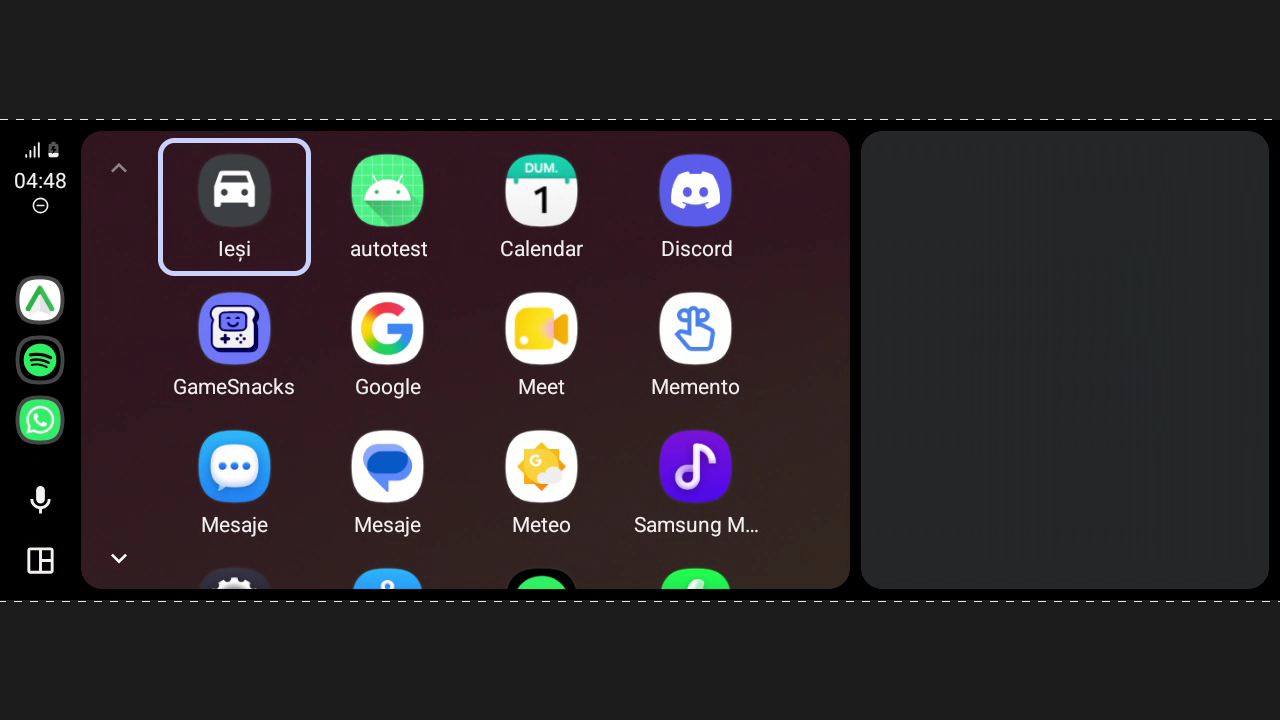 04:48
Ieși
autotest
DUM.
1
Calendar
Discord
GameSnacks
Google
Meet
Memento
Mesaje
Mesaje
G
Meteo
Samsung M...